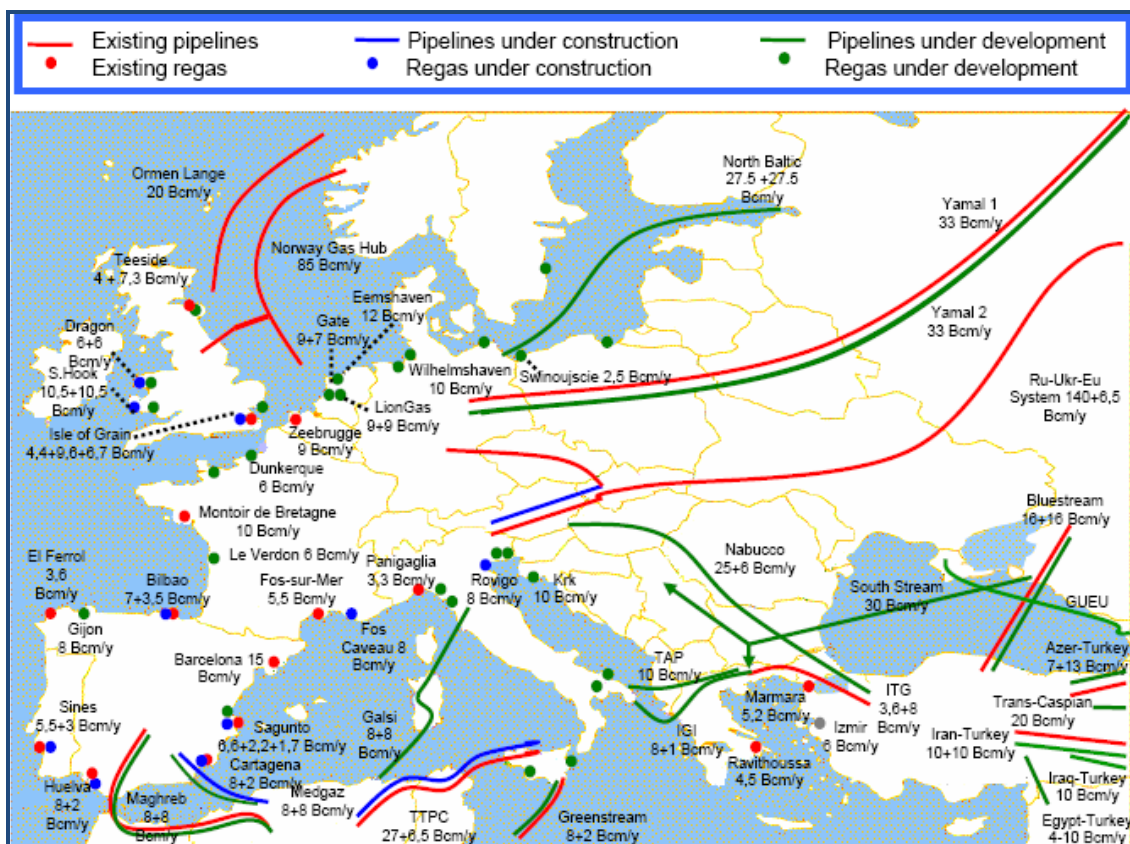 Existing pipelines
Existing regas
Pipelines under construction
Regas under construction
Pipelines under development
Regas under development
Ormen Lange
20 Bcm/y
North Baltic
27.5 +27.5
Bcm/y
Yamal 1
33 Bcm/y
Norway Gas Hub
85 Bcm/y
Teeside
4 + 7,3 Bcm/y
Eemshaven
12 Bcm/y
Gate
9+7 Bcm/y
Dragon
6+6
Bcm/y
Yamal 2
33 Bcm/y
S.Hook
10,5+10,5
Bcm/y
Wilhelmshaven
10 Bcm/y
Swinoujscie 2,5 Bcm/y
Ru-Ukr-Eu
System 140+6,5
Bcm/y
LionGas
9+9 Bcm/y
Isle of Grain
4,4+9,6+6,7 Bcm/y
Zeebrugge
9 Bcm/y
Dunkerque
6 Bcm/y
Bluestream
16+16 Bcm/y
Montoir de Bretagne
10 Bcm/y
El Ferrol
3,6
Bcm/y
Bilbao
7+3,5 Bcm/y
Le Verdon 6 Bcm/y
Fos-sur-Mer
5,5 Bcm/y
Panigaglia
3,3 Bcm/y
Rovigo
8 Bcm/y
Krk
10 Bcm/y
Nabucco
25+6 Bcm/y
South Stream
30 Bcm/y
GUEU
Gijon
8 Bcm/y
Fos
Caveau 8
Bcm/y
Barcelona 15
Bcm/y
TAP
10 Bcm/y
Azer-Turkey
7+13 Bcm/y
Sines
5,5+3 Bcm/y
Sagunto
6,6+2,2+1,7 Bcm/y
Galsi
8+8
Bcm/y
IGI
8+1 Bcm/y
Marmara
5,2 Bcm/y
ITG
3,6+8
Bcm/y
Izmir
6 Bcm/y
Trans-Caspian
20 Bcm/y
Iran-Turkey
10+10 Bcm/y
Cartagena
8+2 Bcm/y
Ravithoussa
4,5 Bcm/y
Huelva
8+2
Bcm/y
Maghreb
8+8
Bcm/y
Medgaz
8+8 Bcm/y
TTPC
27+6,5 Bcm/y
Greenstream
8+2 Bcm/y
Iraq-Turkey
10 Bcm/y
Egypt-Turkey
4-10 Bcm/y